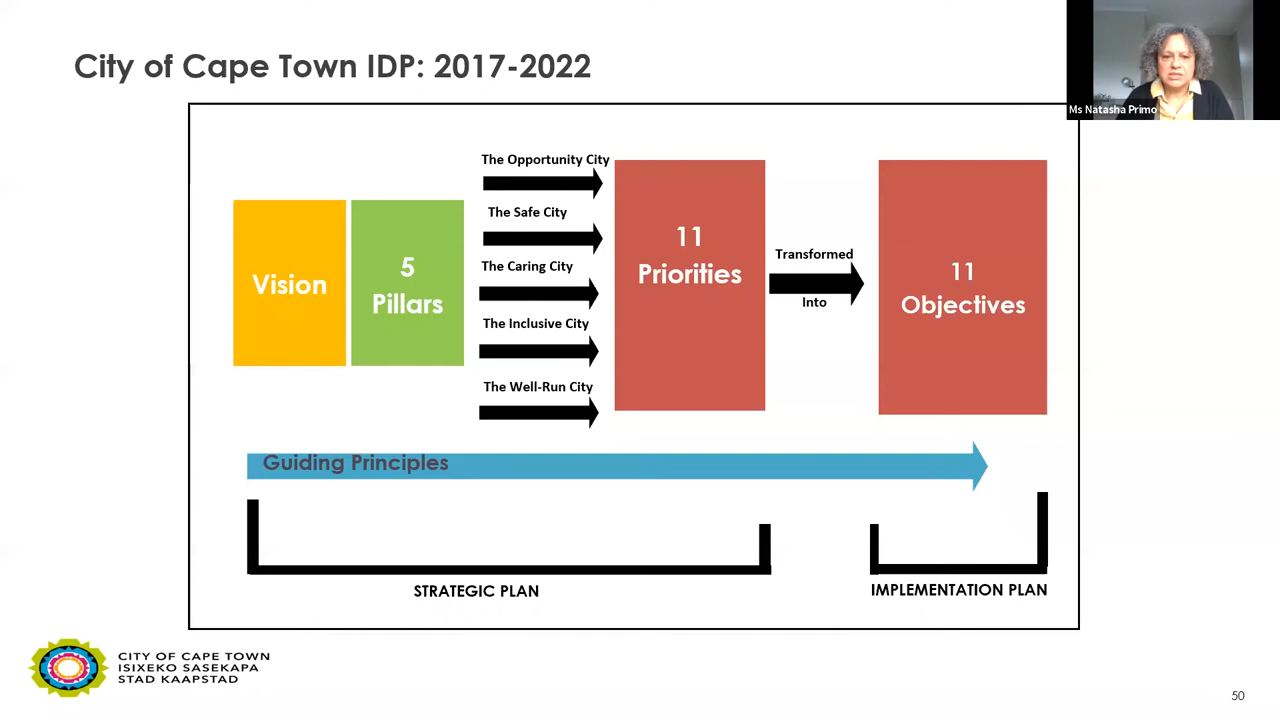 City of Cape Town IDP: 2017-2022
Ms Natasha Primo
Vision
5
Pillars
The Opportunity City
The Safe City
The Caring City
The Inclusive City
The Well-Run City
11
Priorities
Transformed
Into
11
Objectives
Guiding Principles
STRATEGIC PLAN
IMPLEMENTATION PLAN
CITY OF CAPE TOWN
ISIXEKO SASEKAPA
STAD KAAPSTAD
50